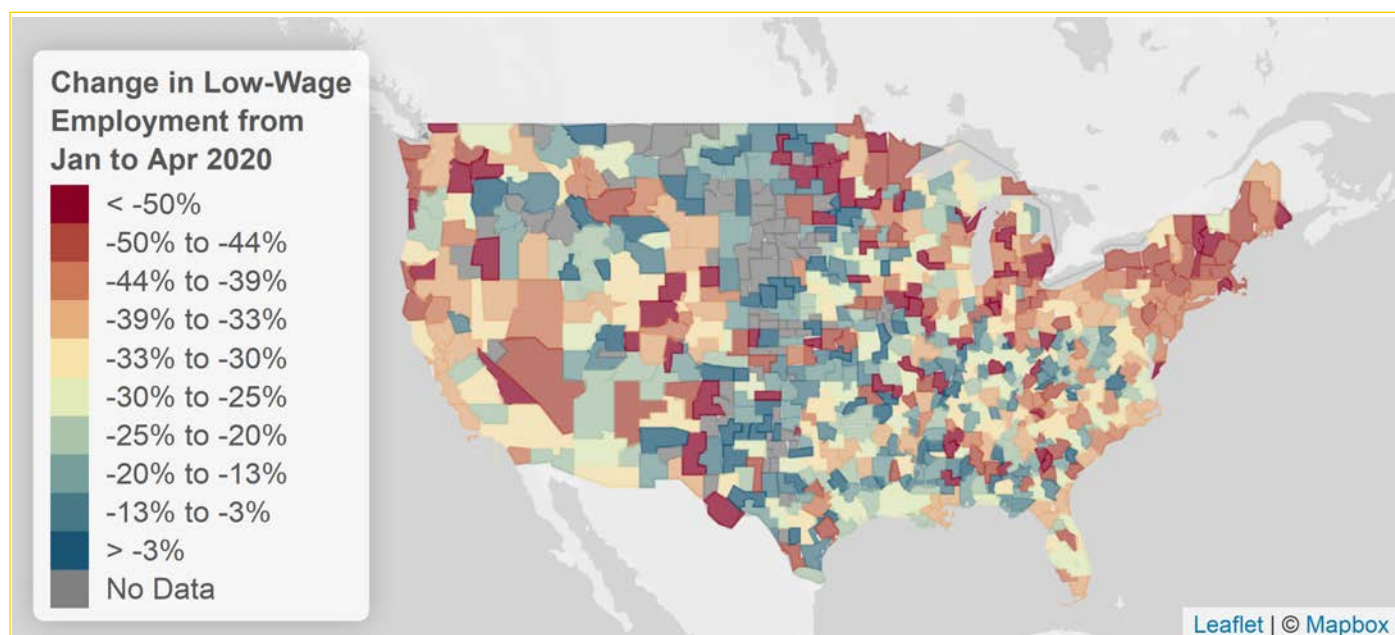 Change in Low-Wage
Employment from
Jan to Apr 2020
< -50%
-50% to -44%
-44% to -39%
-39% to -33%
-33% to -30%
-30% to -25%
-25% to -20%
-20% to -13%
-13% to -3%
> -3%
No Data
Leaflet | © Mapbox